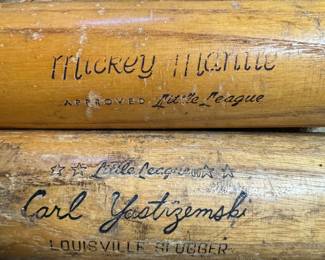 Mickey Mantle
APPROVED Little League
☆ ☆ Little League ☆ ☆
Carl Yastrzemski
LOUISVILLE SLUGGER